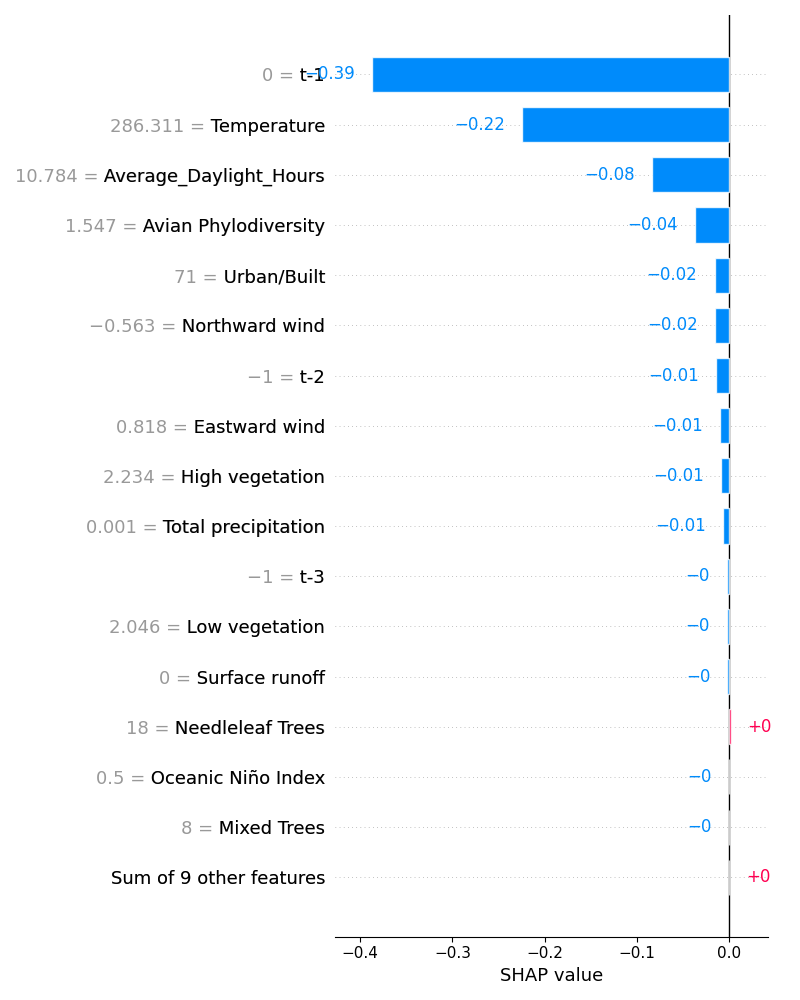 0 = t-1 −0.39
286.311 = Temperature −0.22
10.784 = Average_Daylight_Hours −0.08
1.547 = Avian Phylodiversity −0.04
71 = Urban/Built −0.02
−0.563 = Northward wind −0.02
−1 = t-2 −0.01
0.818 = Eastward wind −0.01
2.234 = High vegetation −0.01
0.001 = Total precipitation −0.01
−1 = t-3 −0
2.046 = Low vegetation −0
0 = Surface runoff −0
18 = Needleleaf Trees +0
0.5 = Oceanic Niño Index −0
8 = Mixed Trees −0
Sum of 9 other features +0
−0.4 −0.3 −0.2 −0.1 0.0
SHAP value